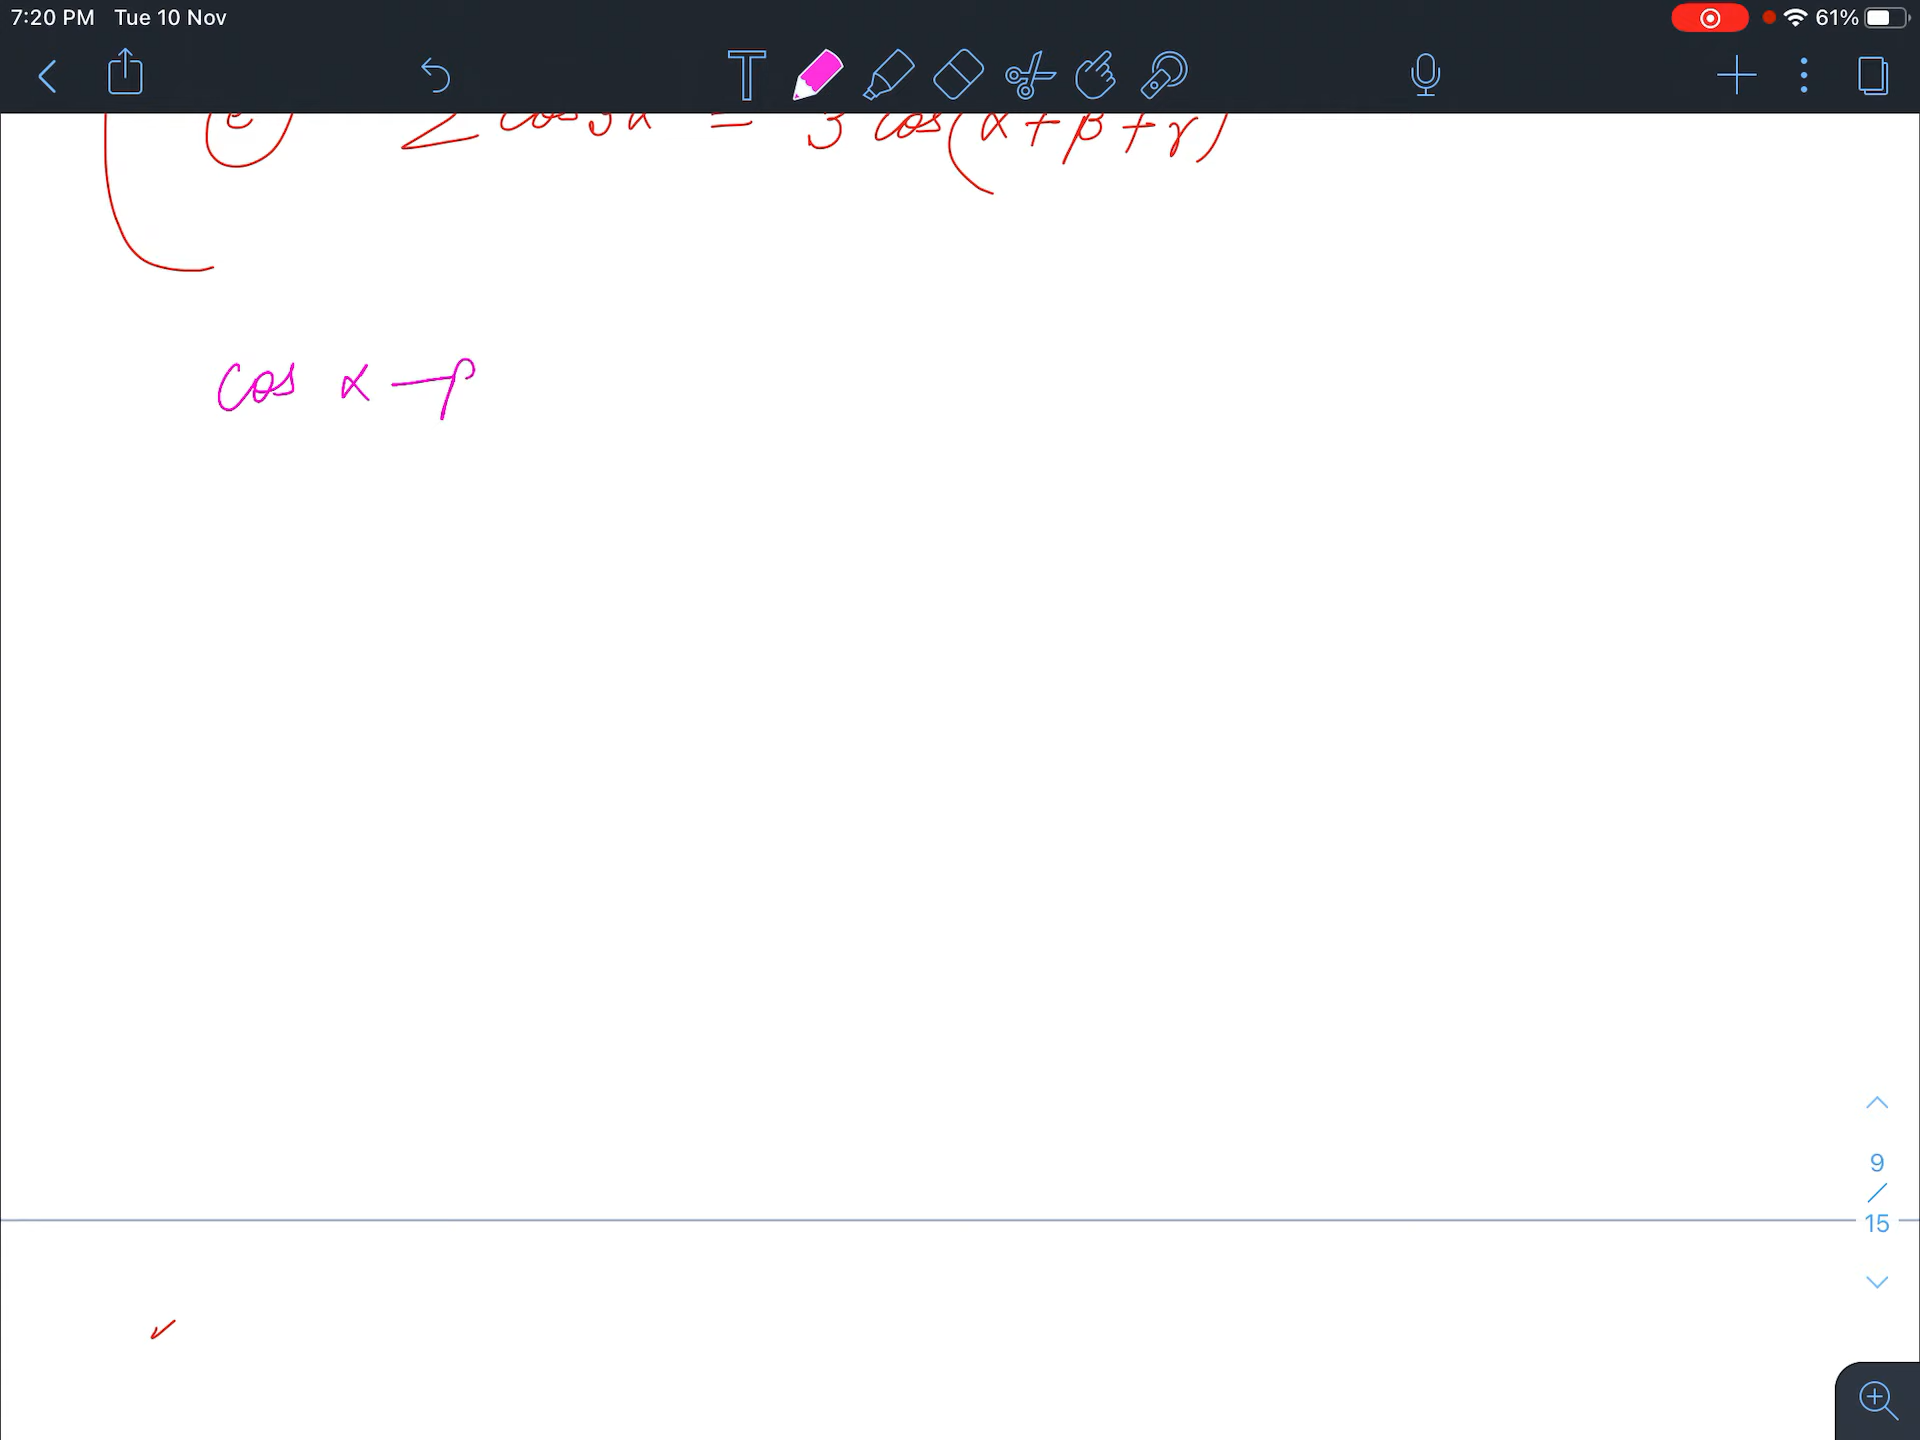 7:20 PM Tue 10 Nov 61%
T
(c) Σ cos 3α = 3 cos(α + β + γ)
cos α
9
/
15